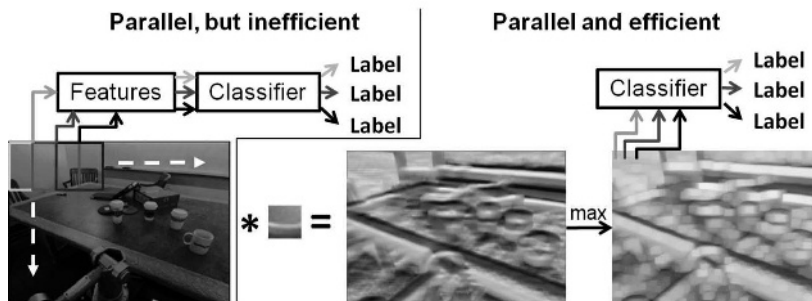 Parallel, but inefficient
Parallel and efficient
Features
Classifier
Label
Label
Label
Classifier
Label
Label
Label
* =
max